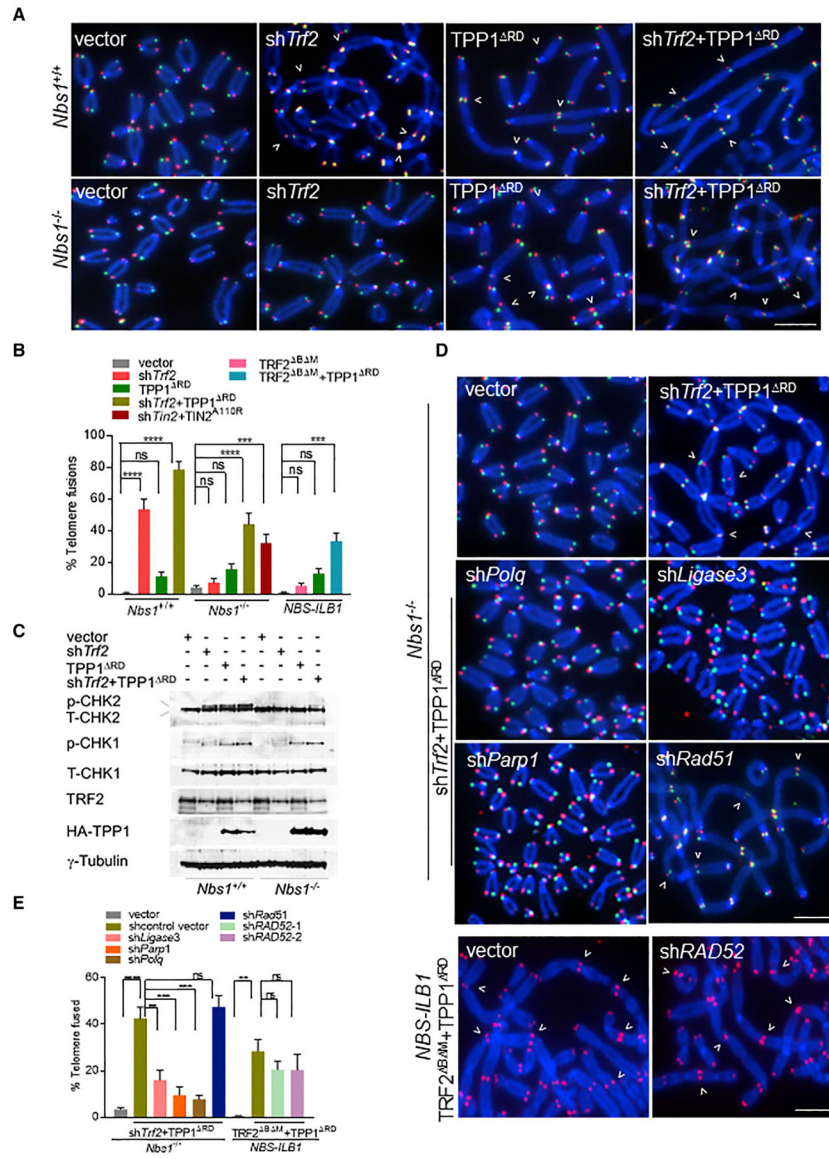 A
vector
shTrf2
TPP1ΔRD
shTrf2+TPP1ΔRD
Nbs1+/+
vector
shTrf2
TPP1ΔRD
shTrf2+TPP1ΔRD
Nbs1-/-
B
vector
shTrf2
TPP1ΔRD
shTrf2+TPP1ΔRD
shTin2+TIN2A110R
TRF2ΔBΔM
TRF2ΔBΔM+TPP1ΔRD
% Telomere fusions
100
80
60
40
20
0
**** ns ****
*** **** ns ns
*** ns ns
Nbs1+/+ Nbs1-/- NBS-ILB1
C
vector + - - - + - - -
shTrf2 - + - - - + - -
TPP1ΔRD - - + - - - + -
shTrf2+TPP1ΔRD - - - + - - - +
p-CHK2
T-CHK2
p-CHK1
T-CHK1
TRF2
HA-TPP1
γ-Tubulin
Nbs1+/+ Nbs1-/-
D
vector
shTrf2+TPP1ΔRD
shPolq
shLigase3
shParp1
shRad51
Nbs1-/-
shTrf2+TPP1ΔRD
vector
shRAD52
NBS-ILB1
TRF2ΔBΔM+TPP1ΔRD
E
vector
shcontrol vector
shLigase3
shParp1
shPolq
shRad51
shRAD52-1
shRAD52-2
% Telomere fused
60
40
20
0
ns *** ***
** ns ns
shTrf2+TPP1ΔRD TRF2ΔBΔM+TPP1ΔRD
NBS-ILB1